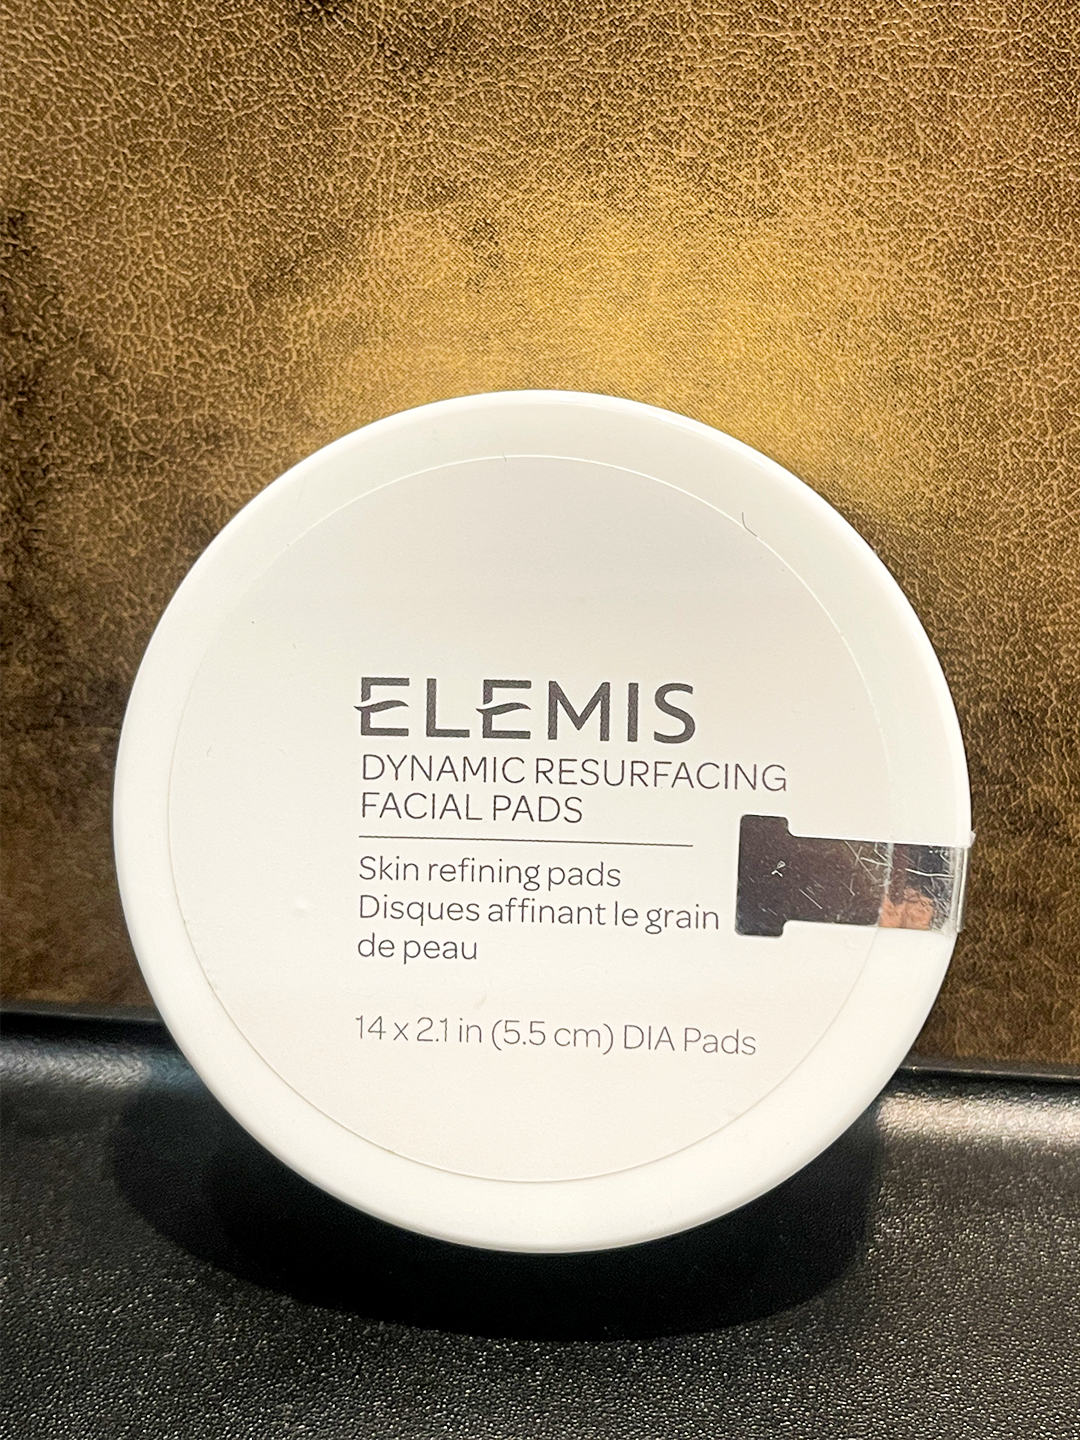 ELEMIS
DYNAMIC RESURFACING
FACIAL PADS
Skin refining pads
Disques affinant le grain
de peau
14 x 2.1 in (5.5 cm) DIA Pads